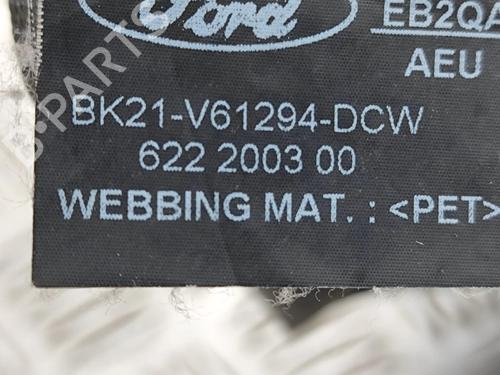 Ford
EB2QA
AEU
BK21-V61294-DCW
622 2003 00
WEBBING MAT. : <PET>